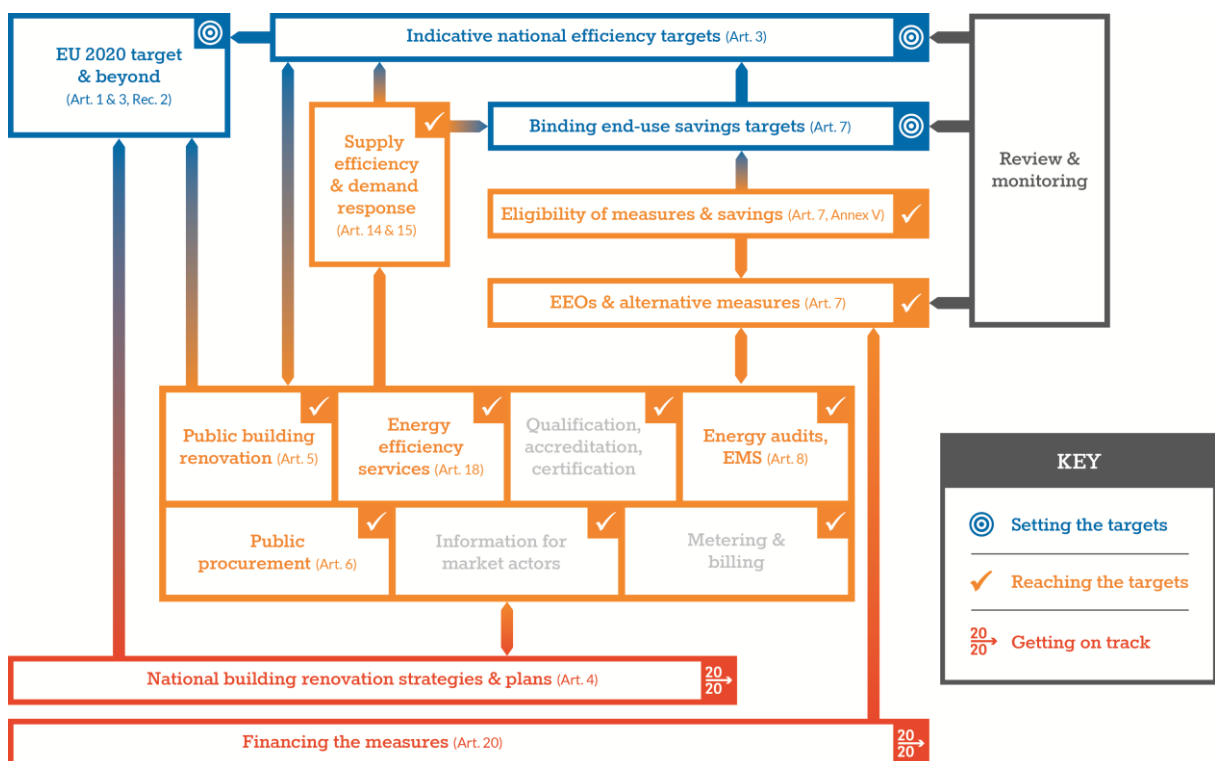 EU 2020 target
& beyond
(Art. 1 & 3, Rec. 2)
Indicative national efficiency targets (Art. 3)
Supply
efficiency
& demand
response
(Art. 14 & 15)
Binding end-use savings targets (Art. 7)
Eligibility of measures & savings (Art. 7, Annex V)
EEOs & alternative measures (Art. 7)
Review &
monitoring
Public building
renovation (Art. 5)
Energy
efficiency
services (Art. 18)
Qualification,
accreditation,
certification
Energy audits,
EMS (Art. 8)
Public
procurement (Art. 6)
Information for
market actors
Metering &
billing
National building renovation strategies & plans (Art. 4)
20
20
Financing the measures (Art. 20)
20
20
KEY
Setting the targets
Reaching the targets
20
20
Getting on track